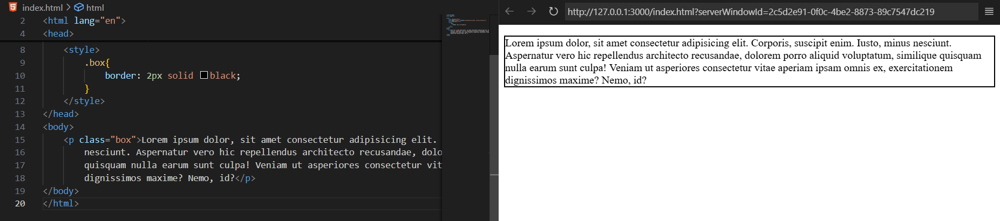 index.html > html
2 <html lang="en">
4 <head>
8 <style>
9 .box{
10 border: 2px solid black;
11 }
12 </style>
13 </head>
14 <body>
15 <p class="box">Lorem ipsum dolor, sit amet consectetur adipisicing elit.
16 nesciunt. Aspernatur vero hic repellendus architecto recusandae, dolo
17 quisquam nulla earum sunt culpa! Veniam ut asperiores consectetur vit
18 dignissimos maxime? Nemo, id?</p>
19 </body>
20 </html>
http://127.0.0.1:3000/index.html?serverWindowId=2c5d2e91-0f0c-4be2-8873-89c7547dc219
Lorem ipsum dolor, sit amet consectetur adipisicing elit. Corporis, suscipit enim. Iusto, minus nesciunt.
Aspernatur vero hic repellendus architecto recusandae, dolorem porro aliquid voluptatum, similique quisquam
nulla earum sunt culpa! Veniam ut asperiores consectetur vitae aperiam ipsam omnis ex, exercitationem
dignissimos maxime? Nemo, id?